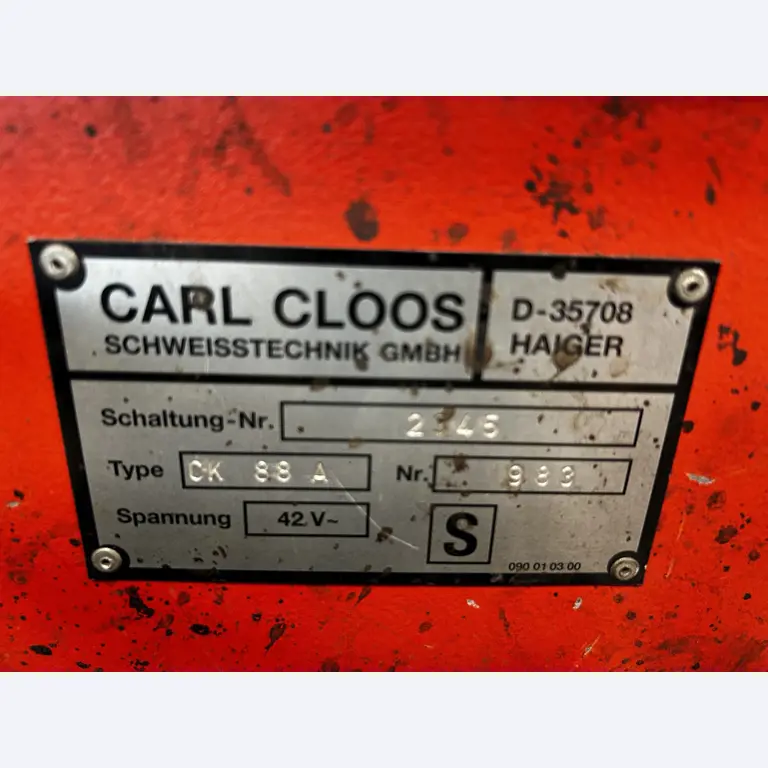 CARL CLOOS
SCHWEISSTECHNIK GMBH
D-35708
HAIGER
Schaltung-Nr.
Type CK 88 A Nr. 983
Spannung 42 V~ S
090 01 03 00